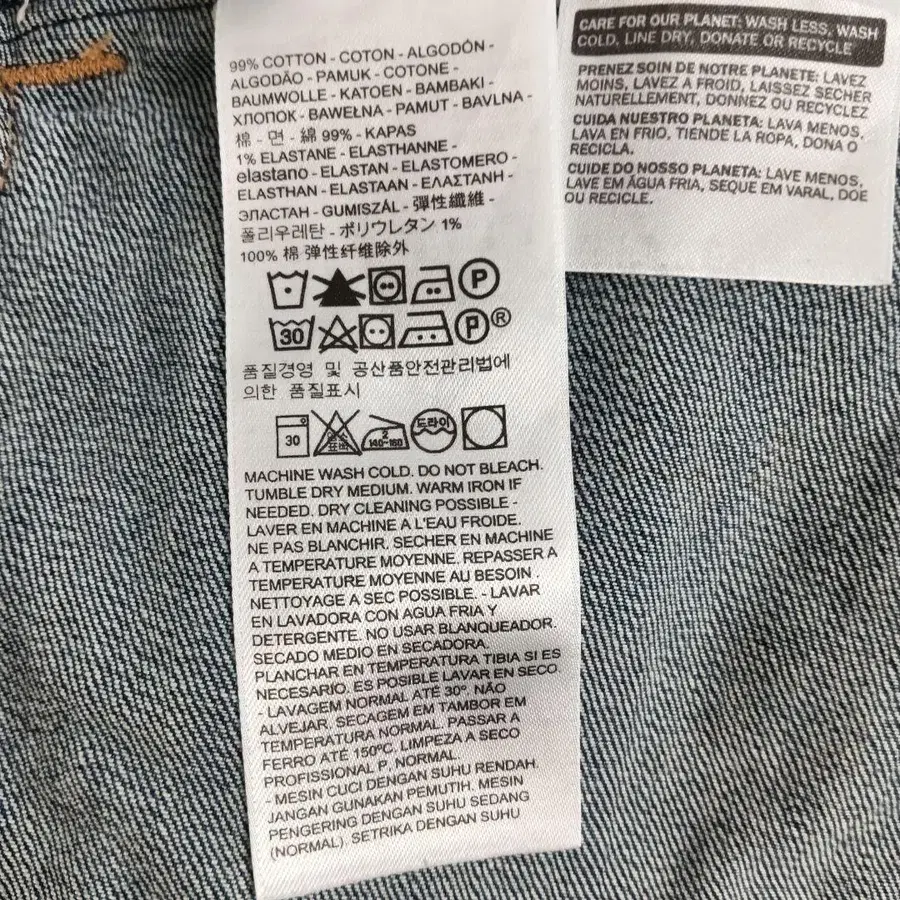 99% COTTON - COTON - ALGODÓN -
ALGODÃO - PAMUK - COTONE -
BAUMWOLLE - KATOEN - BAMBAKI -
ХЛОПОК - BAWEŁNA - PAMUT - BAVLNA -
棉 - 면 - 綿 99% - KAPAS
1% ELASTANE - ELASTHANNE -
elastano - ELASTAN - ELASTOMERO -
ELASTHAN - ELASTAAN - ΕΛΑΣΤΑΝΗ -
ЭЛАСТАН - GUMISZÁL - 彈性纖維 -
폴리우레탄 - ポリウレタン 1%
100% 棉 弹性纤维除外
P
30 P ®
품질경영 및 공산품안전관리법에
의한 품질표시
30 염소 표백 2 140~160 드라이
MACHINE WASH COLD. DO NOT BLEACH.
TUMBLE DRY MEDIUM. WARM IRON IF
NEEDED. DRY CLEANING POSSIBLE -
LAVER EN MACHINE A L'EAU FROIDE.
NE PAS BLANCHIR. SECHER EN MACHINE
A TEMPERATURE MOYENNE. REPASSER A
TEMPERATURE MOYENNE AU BESOIN.
NETTOYAGE A SEC POSSIBLE. - LAVAR
EN LAVADORA CON AGUA FRIA Y
DETERGENTE. NO USAR BLANQUEADOR.
SECADO MEDIO EN SECADORA.
PLANCHAR EN TEMPERATURA TIBIA SI ES
NECESARIO. ES POSIBLE LAVAR EN SECO.
- LAVAGEM NORMAL ATÉ 30º. NÃO
ALVEJAR. SECAGEM EM TAMBOR EM
TEMPERATURA NORMAL. PASSAR A
FERRO ATÉ 150ºC. LIMPEZA A SECO
PROFISSIONAL P, NORMAL.
- MESIN CUCI DENGAN SUHU RENDAH.
JANGAN GUNAKAN PEMUTIH. MESIN
PENGERING DENGAN SUHU SEDANG
(NORMAL). SETRIKA DENGAN SUHU
CARE FOR OUR PLANET: WASH LESS, WASH
COLD, LINE DRY, DONATE OR RECYCLE
PRENEZ SOIN DE NOTRE PLANETE: LAVEZ
MOINS, LAVEZ A FROID, LAISSEZ SECHER
NATURELLEMENT, DONNEZ OU RECYCLEZ
CUIDA NUESTRO PLANETA: LAVA MENOS,
LAVA EN FRIO, TIENDE LA ROPA, DONA O
RECICLA.
CUIDE DO NOSSO PLANETA: LAVE MENOS,
LAVE EM ÁGUA FRIA, SEQUE EM VARAL, DOE
OU RECICLE.